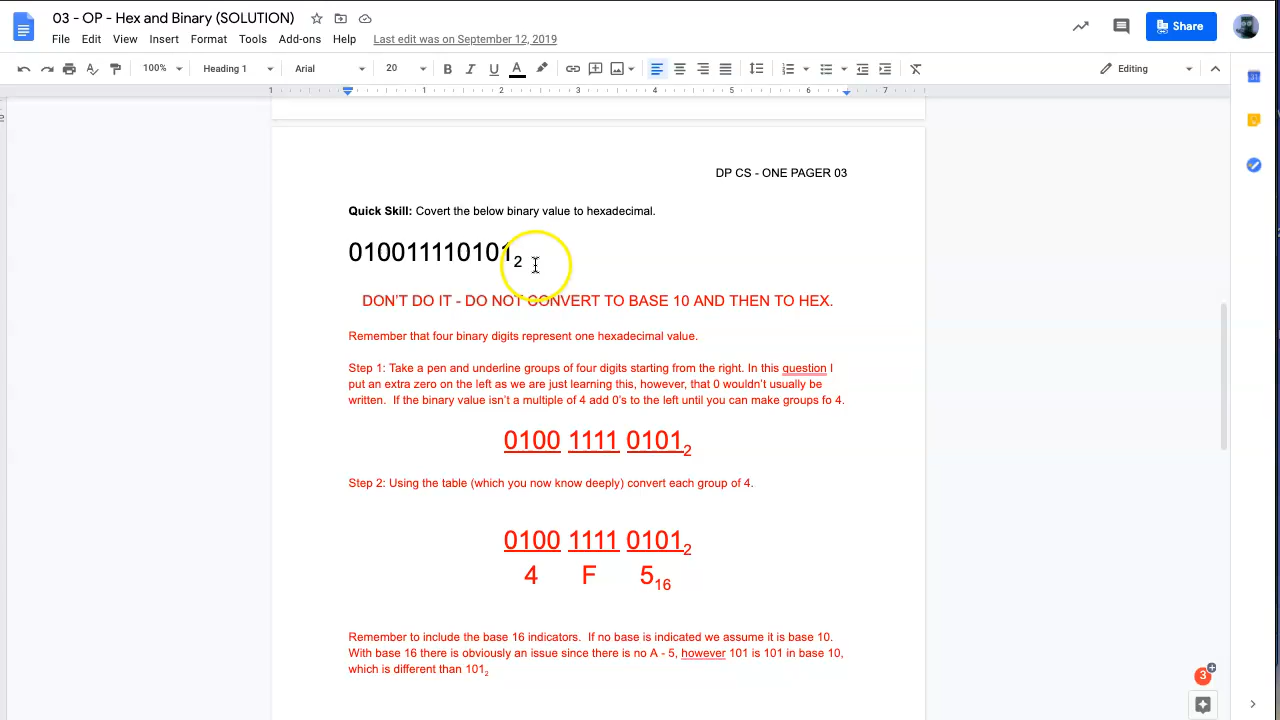 03 - OP - Hex and Binary (SOLUTION)
File Edit View Insert Format Tools Add-ons Help Last edit was on September 12, 2019
Share
100% Heading 1 Arial 20 B I U A Editing
1 1 2 3 4 5 6 7
DP CS - ONE PAGER 03
Quick Skill: Covert the below binary value to hexadecimal.
010011110101₂
DON'T DO IT - DO NOT CONVERT TO BASE 10 AND THEN TO HEX.
Remember that four binary digits represent one hexadecimal value.
Step 1: Take a pen and underline groups of four digits starting from the right. In this question I
put an extra zero on the left as we are just learning this, however, that 0 wouldn't usually be
written. If the binary value isn't a multiple of 4 add 0's to the left until you can make groups fo 4.
0100 1111 0101₂
Step 2: Using the table (which you now know deeply) convert each group of 4.
0100 1111 0101₂
4 F 5₁₆
Remember to include the base 16 indicators. If no base is indicated we assume it is base 10.
With base 16 there is obviously an issue since there is no A - 5, however 101 is 101 in base 10,
which is different than 101₂
3